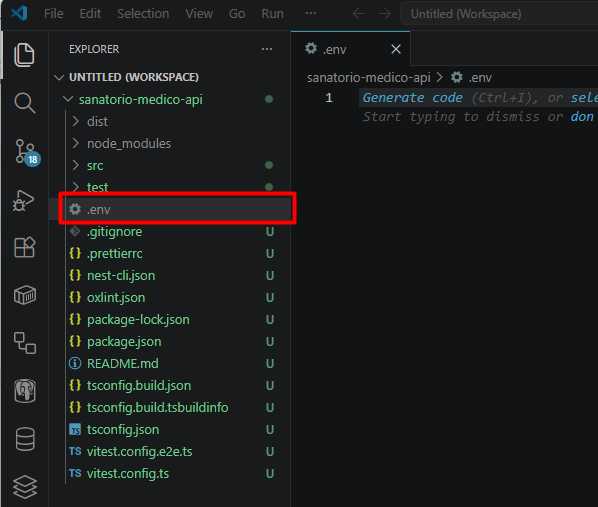 File Edit Selection View Go Run ··· Untitled (Workspace)
EXPLORER ···
.env
UNTITLED (WORKSPACE)
sanatorio-medico-api > .env
sanatorio-medico-api
1 Generate code (Ctrl+I), or sele
Start typing to dismiss or don
dist
node_modules
18
src
test
.env
.gitignore U
.prettierrc U
{} nest-cli.json U
{} oxlint.json U
{} package-lock.json U
{} package.json U
README.md U
{} tsconfig.build.json U
tsconfig.build.tsbuildinfo U
TS tsconfig.json U
TS vitest.config.e2e.ts U
TS vitest.config.ts U